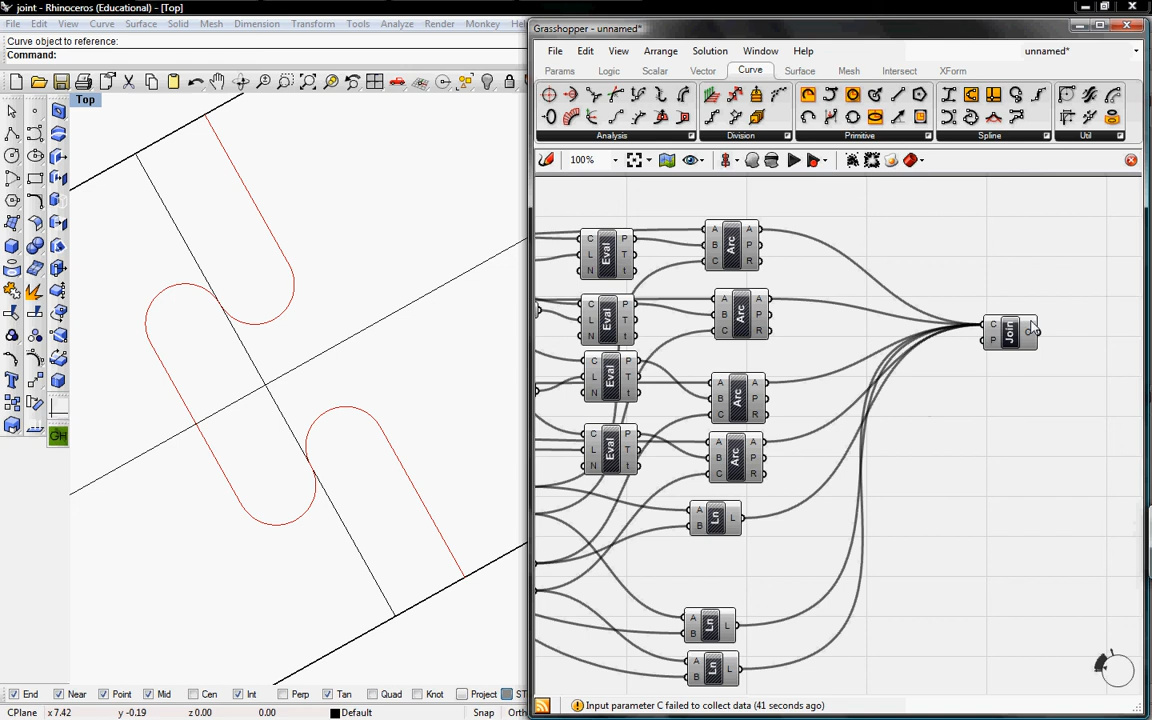 joint - Rhinoceros (Educational) - [Top]
File Edit View Curve Surface Solid Mesh Dimension Transform Tools Analyze Render Monkey
Curve object to reference:
Command:
Top
GH
End Near Point Mid Cen Int Perp Tan Quad Knot Project
CPlane x 7.42 y -0.19 z 0.00 0.00 Default Snap
Grasshopper - unnamed*
File Edit View Arrange Solution Window Help unnamed*
Params Logic Scalar Vector Curve Surface Mesh Intersect XForm
Analysis Division Primitive Spline Util
100%
C L N Eval P T t
A B C Arc A P R
C L N Eval P T t
A B C Arc A P R
C P Join C
C L N Eval P T t
A B C Arc A P R
C L N Eval P T t
A B C Arc A P R
A B Ln L
A B Ln L
A B Ln L
Input parameter C failed to collect data (41 seconds ago)